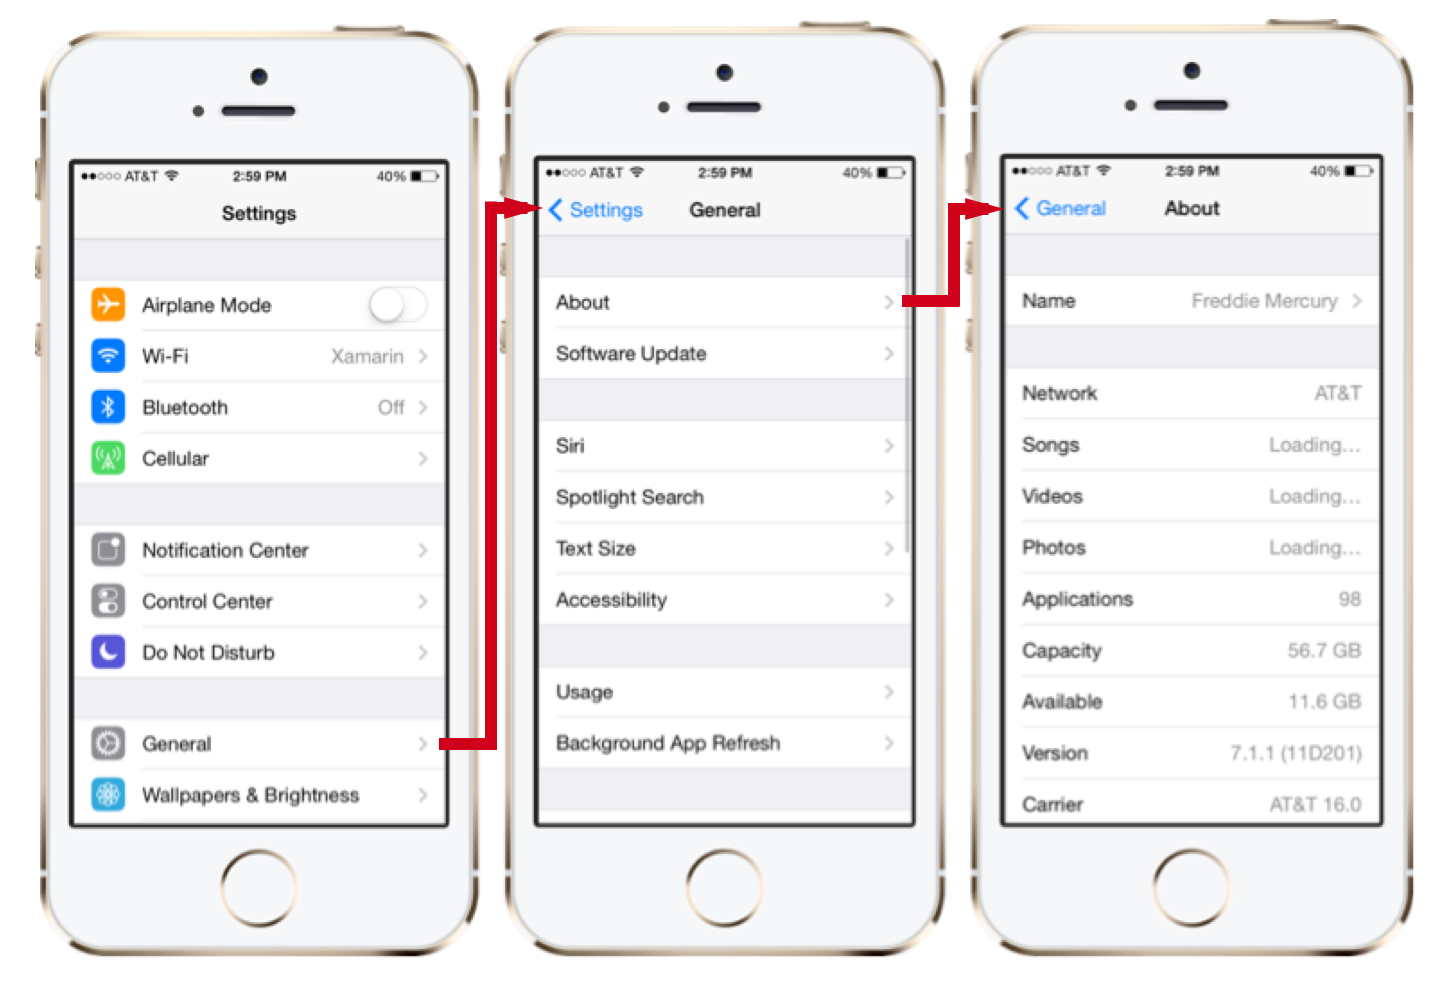 AT&T 2:59 PM 40%
Settings
Airplane Mode
Wi-Fi Xamarin
Bluetooth Off
Cellular
Notification Center
Control Center
Do Not Disturb
General
Wallpapers & Brightness
AT&T 2:59 PM 40%
Settings General
About
Software Update
Siri
Spotlight Search
Text Size
Accessibility
Usage
Background App Refresh
AT&T 2:59 PM 40%
General About
Name Freddie Mercury
Network AT&T
Songs Loading...
Videos Loading...
Photos Loading...
Applications 98
Capacity 56.7 GB
Available 11.6 GB
Version 7.1.1 (11D201)
Carrier AT&T 16.0